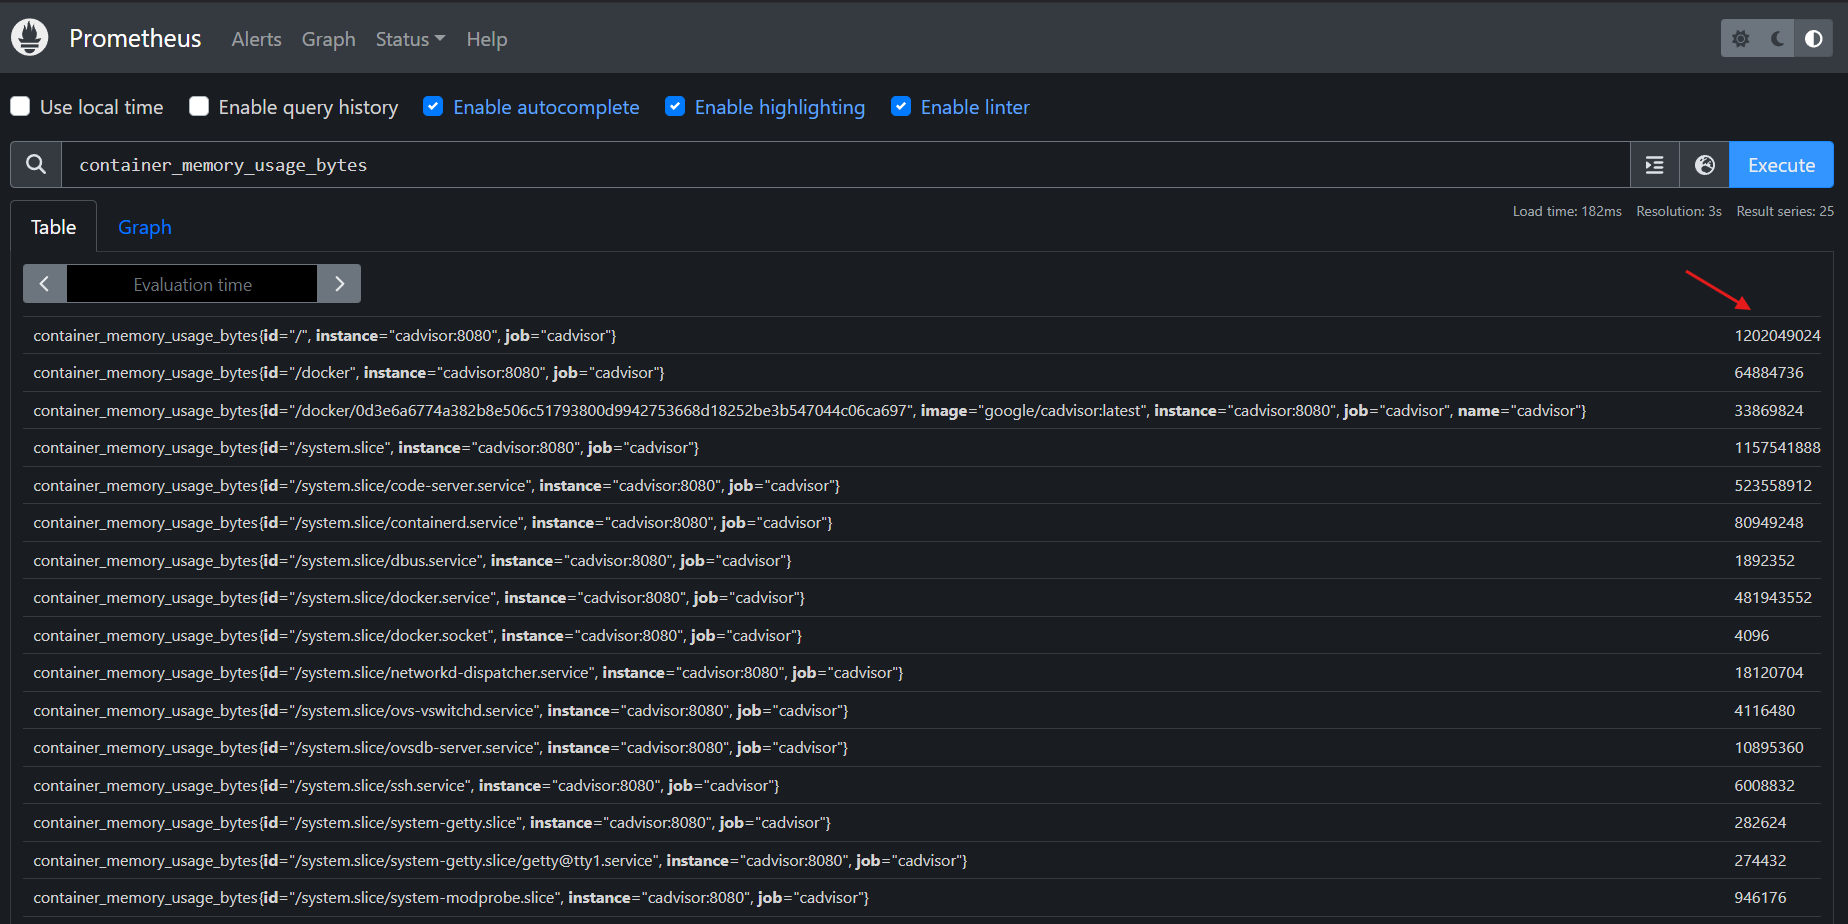 Prometheus Alerts Graph Status Help
Use local time Enable query history Enable autocomplete Enable highlighting Enable linter
container_memory_usage_bytes Execute
Table Graph Load time: 182ms Resolution: 3s Result series: 25
Evaluation time
container_memory_usage_bytes{id="/", instance="cadvisor:8080", job="cadvisor"} 1202049024
container_memory_usage_bytes{id="/docker", instance="cadvisor:8080", job="cadvisor"} 64884736
container_memory_usage_bytes{id="/docker/0d3e6a6774a382b8e506c51793800d9942753668d18252be3b547044c06ca697", image="google/cadvisor:latest", instance="cadvisor:8080", job="cadvisor", name="cadvisor"} 33869824
container_memory_usage_bytes{id="/system.slice", instance="cadvisor:8080", job="cadvisor"} 1157541888
container_memory_usage_bytes{id="/system.slice/code-server.service", instance="cadvisor:8080", job="cadvisor"} 523558912
container_memory_usage_bytes{id="/system.slice/containerd.service", instance="cadvisor:8080", job="cadvisor"} 80949248
container_memory_usage_bytes{id="/system.slice/dbus.service", instance="cadvisor:8080", job="cadvisor"} 1892352
container_memory_usage_bytes{id="/system.slice/docker.service", instance="cadvisor:8080", job="cadvisor"} 481943552
container_memory_usage_bytes{id="/system.slice/docker.socket", instance="cadvisor:8080", job="cadvisor"} 4096
container_memory_usage_bytes{id="/system.slice/networkd-dispatcher.service", instance="cadvisor:8080", job="cadvisor"} 18120704
container_memory_usage_bytes{id="/system.slice/ovs-vswitchd.service", instance="cadvisor:8080", job="cadvisor"} 4116480
container_memory_usage_bytes{id="/system.slice/ovsdb-server.service", instance="cadvisor:8080", job="cadvisor"} 10895360
container_memory_usage_bytes{id="/system.slice/ssh.service", instance="cadvisor:8080", job="cadvisor"} 6008832
container_memory_usage_bytes{id="/system.slice/system-getty.slice", instance="cadvisor:8080", job="cadvisor"} 282624
container_memory_usage_bytes{id="/system.slice/system-getty.slice/getty@tty1.service", instance="cadvisor:8080", job="cadvisor"} 274432
container_memory_usage_bytes{id="/system.slice/system-modprobe.slice", instance="cadvisor:8080", job="cadvisor"} 946176